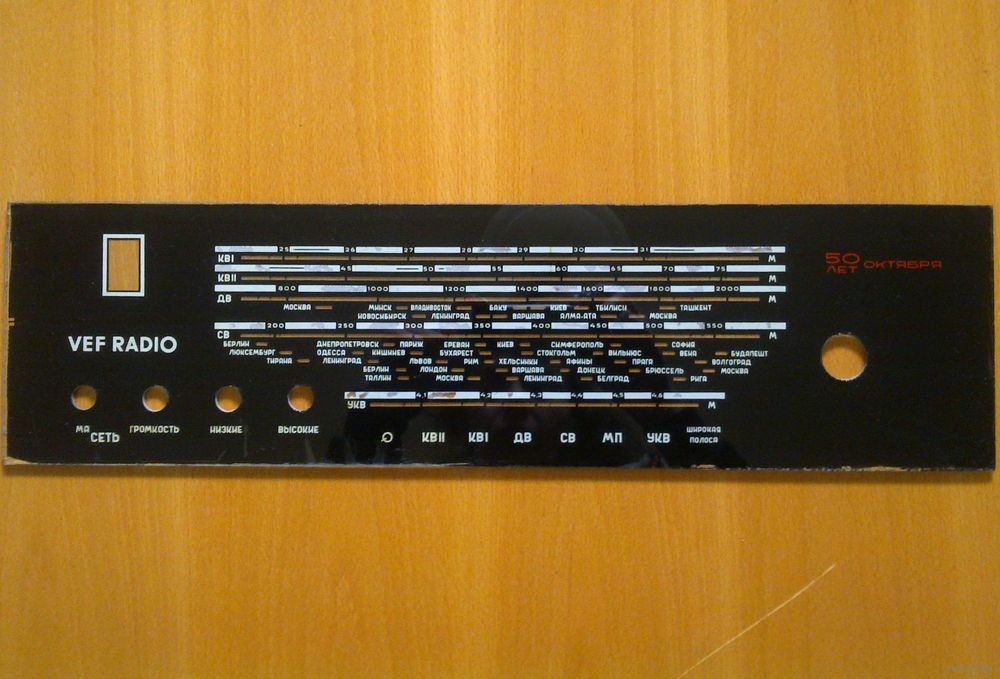 25 26 27 28 29 30 31
КВI М
45 50 55 60 65 70 75
КВII М
800 1000 1200 1400 1600 1800 2000
ДВ М
МОСКВА МИНСК ВЛАДИВОСТОК БАКУ КИЕВ ТБИЛИСИ ТАШКЕНТ
НОВОСИБИРСК ЛЕНИНГРАД ВАРШАВА АЛМА-АТА МОСКВА
200 250 300 350 400 450 500 550
СВ М
БЕРЛИН ДНЕПРОПЕТРОВСК ПАРИЖ ЕРЕВАН КИЕВ СИМФЕРОПОЛЬ СОФИЯ
ЛЮКСЕМБУРГ ОДЕССА КИШИНЕВ БУХАРЕСТ СТОКГОЛЬМ ВИЛЬНЮС ВЕНА БУДАПЕШТ
ТИРОНА ЛЕНИНГРАД ЛЬВОВ РИМ ХЕЛЬСИНКИ АФИНЫ ПРАГА ВОЛГОГРАД
БЕРЛИН ЛОНДОН ВАРШАВА ДОНЕЦК БРЮССЕЛЬ МОСКВА
ТАЛЛИН МОСКВА ЛЕНИНГРАД БЕЛГРАД РИГА
4,1 4,2 4,3 4,4 4,5 4,6
УКВ М
VEF RADIO
МА
СЕТЬ
ГРОМКОСТЬ НИЗКИЕ ВЫСОКИЕ
КВII КВI ДВ СВ МП УКВ
ШИРОКАЯ
ПОЛОСА
50
ЛЕТ ОКТЯБРЯ